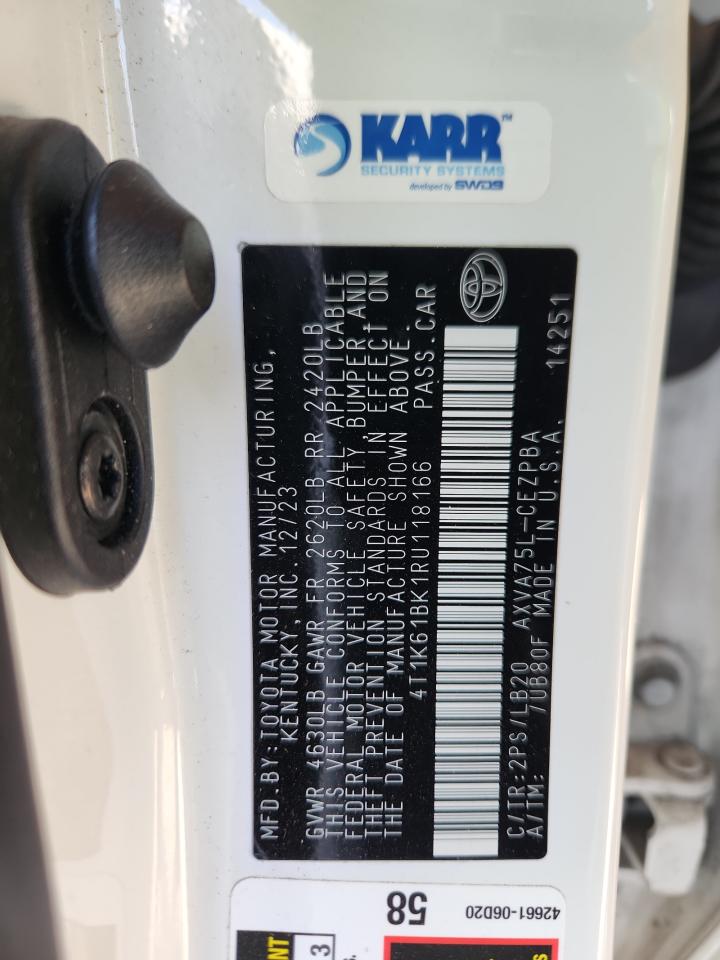 KARR™
SECURITY SYSTEMS
developed by SWDS
MFD.BY:TOYOTA MOTOR MANUFACTURING,
KENTUCKY,INC.12/23
GVWR 4630LB GAWR FR 2620LB RR 2420LB
THIS VEHICLE CONFORMS TO ALL APPLICABLE
FEDERAL MOTOR VEHICLE SAFETY, BUMPER AND
THEFT PREVENTION STANDARDS IN EFFECT ON
THE DATE OF MANUFACTURE SHOWN ABOVE.
4T1K61BK1RU118166 PASS.CAR
C/TR:2PS/LB20 AXVA75L-CEZPBA
A/TM: /UB80F MADE IN U.S.A. 14251
58
42661-06D20
3